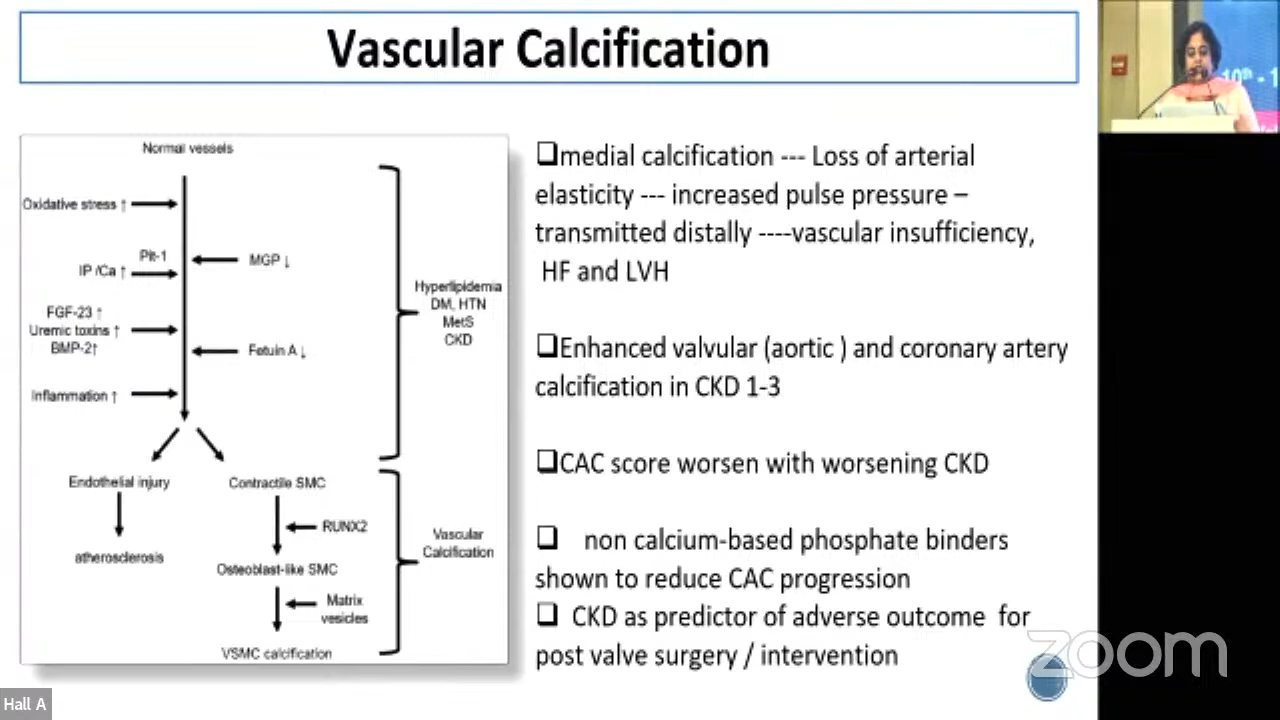 Vascular Calcification
Normal vessels
Oxidative stress ↑
Pit-1
IP /Ca ↑
MGP ↓
FGF-23 ↑
Uremic toxins ↑
BMP-2↑
Fetuin A ↓
Inflammation ↑
Hyperlipidemia
DM, HTN
MetS
CKD
Endothelial injury
atherosclerosis
Contractile SMC
RUNX2
Osteoblast-like SMC
Matrix
vesicles
VSMC calcification
Vascular
Calcification
❑medial calcification --- Loss of arterial
elasticity --- increased pulse pressure –
transmitted distally ----vascular insufficiency,
HF and LVH
❑Enhanced valvular (aortic ) and coronary artery
calcification in CKD 1-3
❑CAC score worsen with worsening CKD
❑ non calcium-based phosphate binders
shown to reduce CAC progression
❑ CKD as predictor of adverse outcome for
post valve surgery / intervention
zoom
Hall A